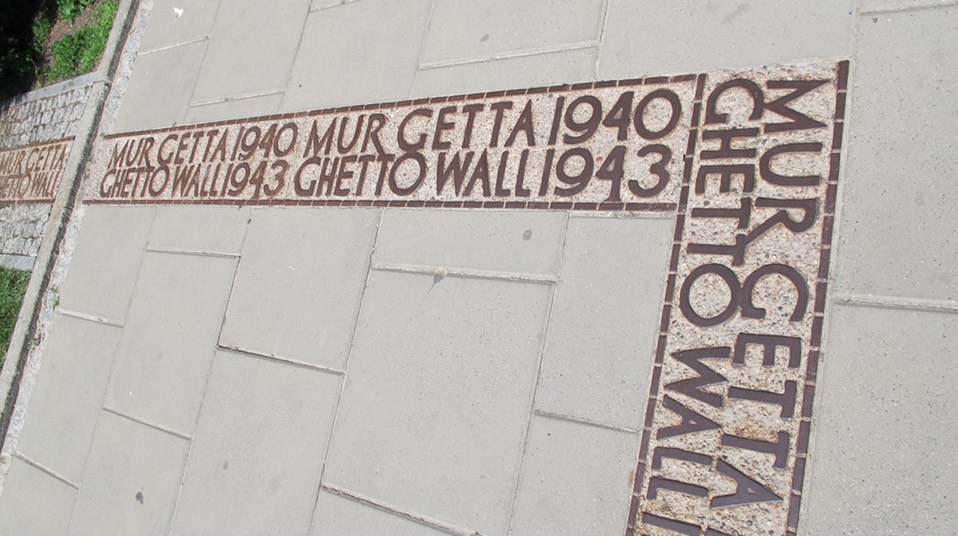 MUR GETTA
GHETTO WALL
MUR GETTA 1940 MUR GETTA 1940
GHETTO WALL 1943 GHETTO WALL 1943
MUR GETTA
GHETTO WALL